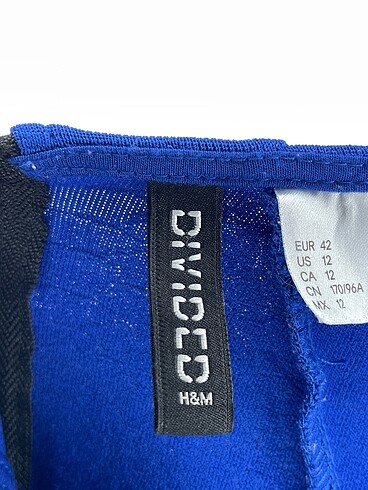 DIVIDED
H&M
EUR 42
US 12
CA 12
CN 170/96A
MX 12